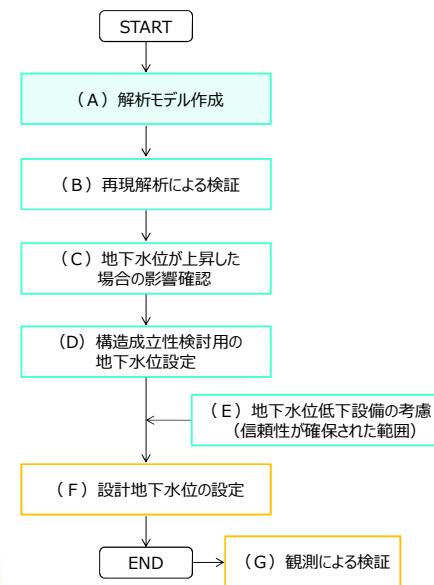 START
（A）解析モデル作成
（B）再現解析による検証
（C）地下水位が上昇した
場合の影響確認
（D）構造成立性検討用の
地下水位設定
（E）地下水位低下設備の考慮
（信頼性が確保された範囲）
（F）設計地下水位の設定
END
（G）観測による検証